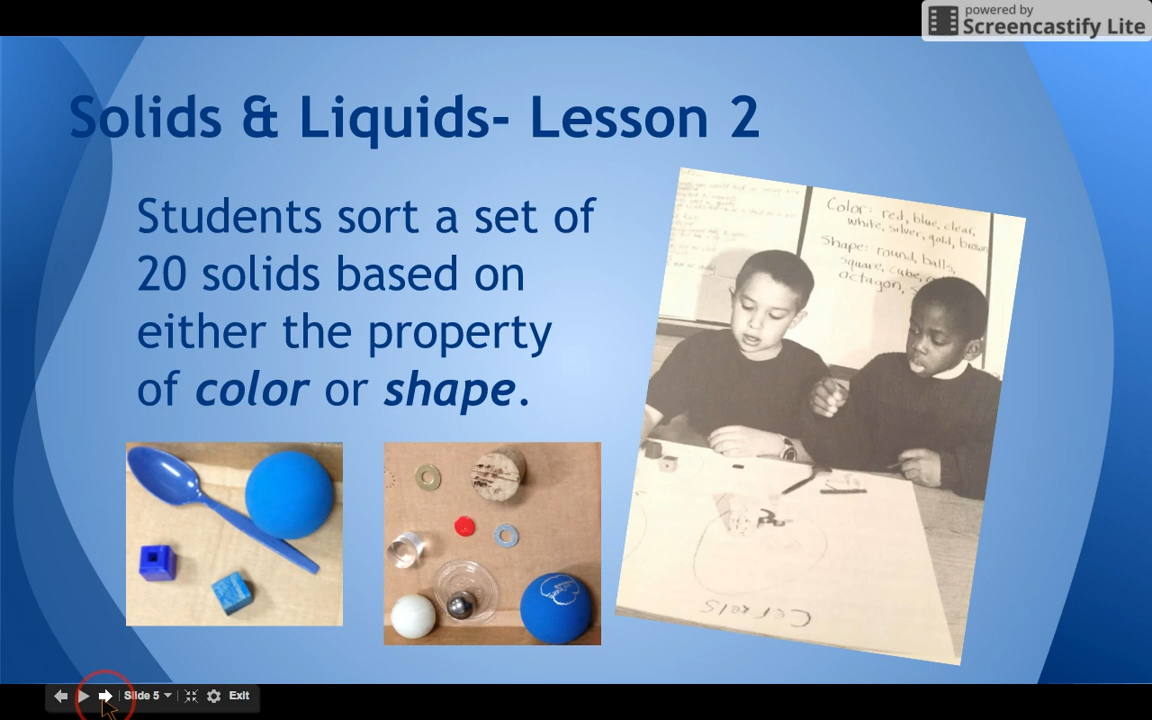 powered by
Screencastify Lite
Solids & Liquids- Lesson 2
Students sort a set of
20 solids based on
either the property
of color or shape.
Color: red, blue, clear,
white, silver, gold, brown
Shape: round, balls,
square, cube,
octagon,
Slide 5
Exit